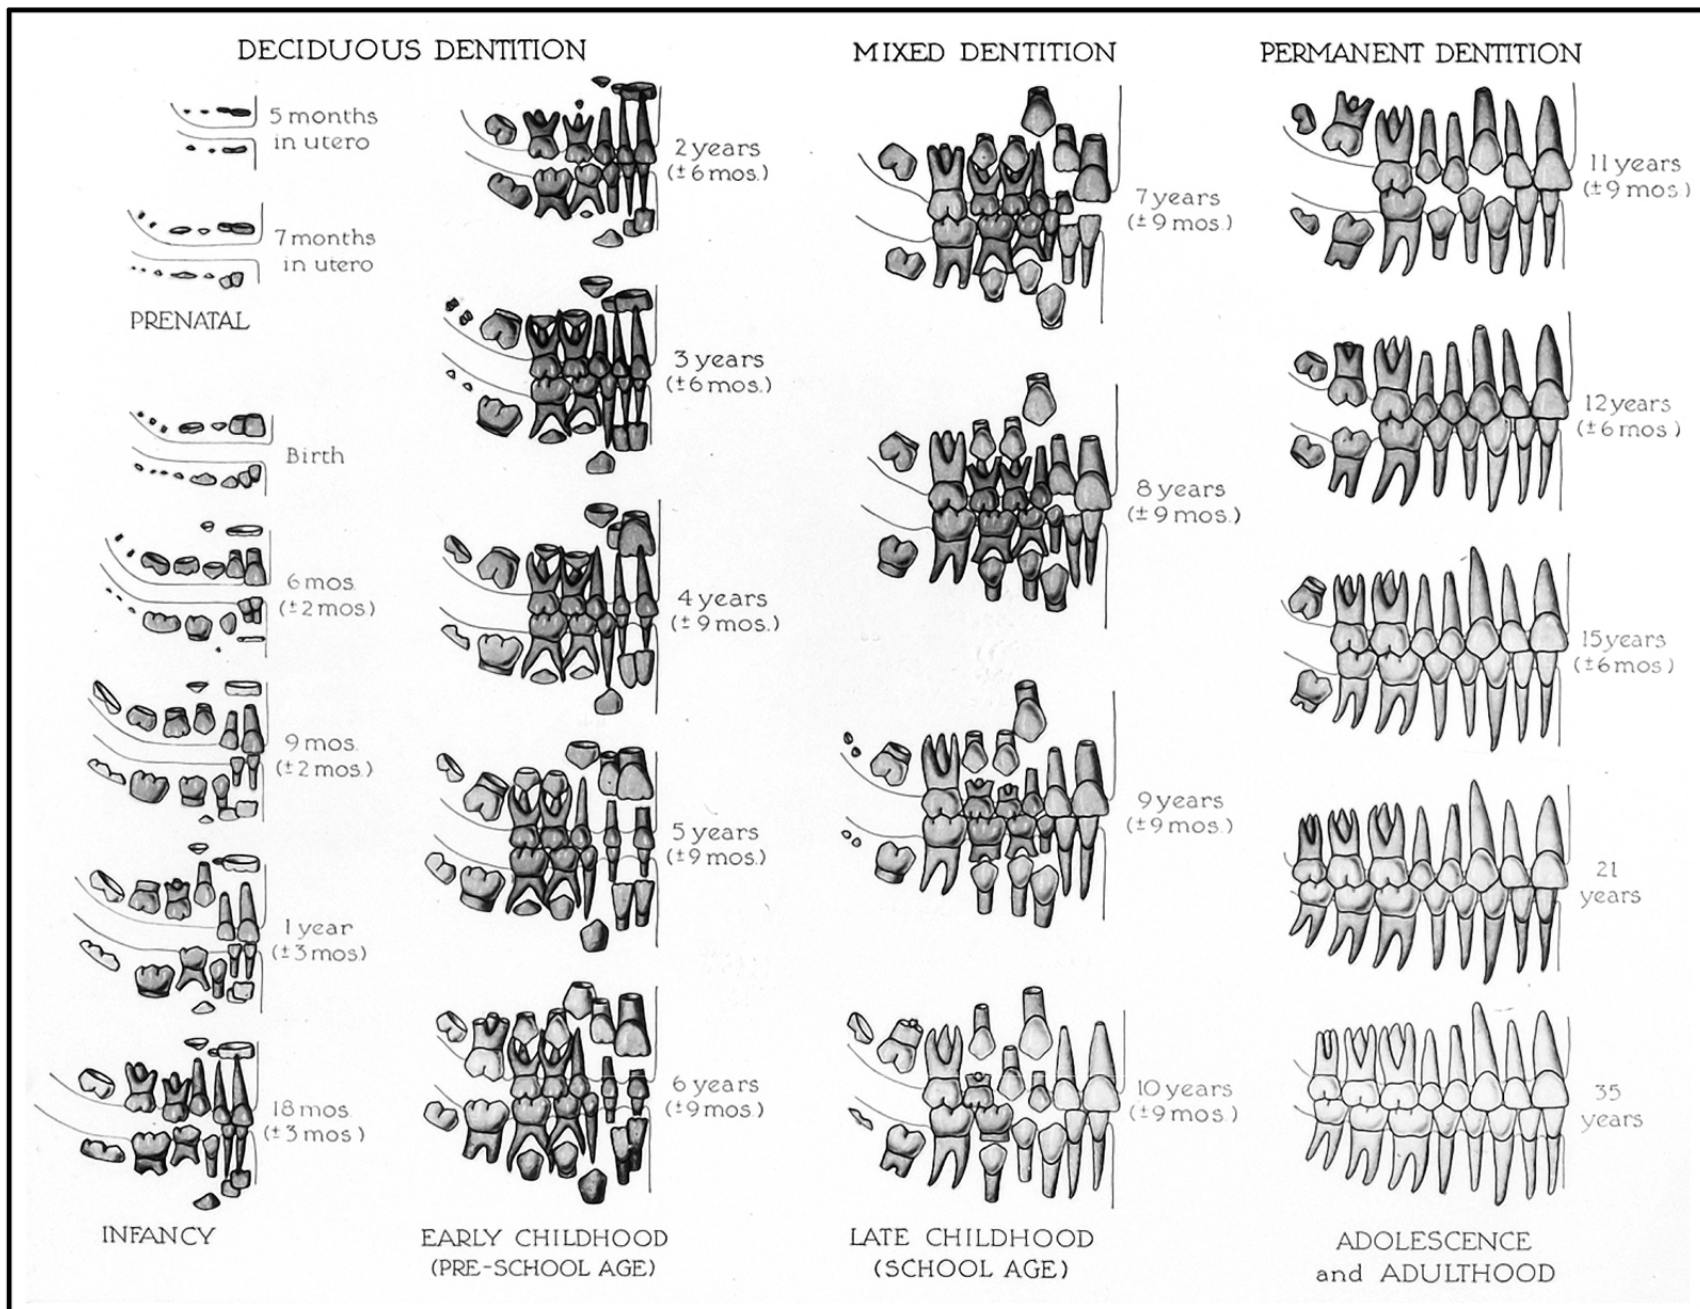 DECIDUOUS DENTITION
5 months
in utero
7 months
in utero
PRENATAL
Birth
6 mos.
(±2 mos)
9 mos.
(±2 mos.)
1 year
(±3 mos)
18 mos.
(±3 mos)
INFANCY
2 years
(±6 mos.)
3 years
(±6 mos.)
4 years
(±9 mos.)
5 years
(±9 mos.)
6 years
(±9 mos.)
EARLY CHILDHOOD
(PRE-SCHOOL AGE)
MIXED DENTITION
7 years
(±9 mos.)
8 years
(±9 mos.)
9 years
(±9 mos.)
10 years
(±9 mos.)
LATE CHILDHOOD
(SCHOOL AGE)
PERMANENT DENTITION
11 years
(±9 mos.)
12 years
(±6 mos)
15 years
(±6 mos)
21
years
35
years
ADOLESCENCE
and ADULTHOOD